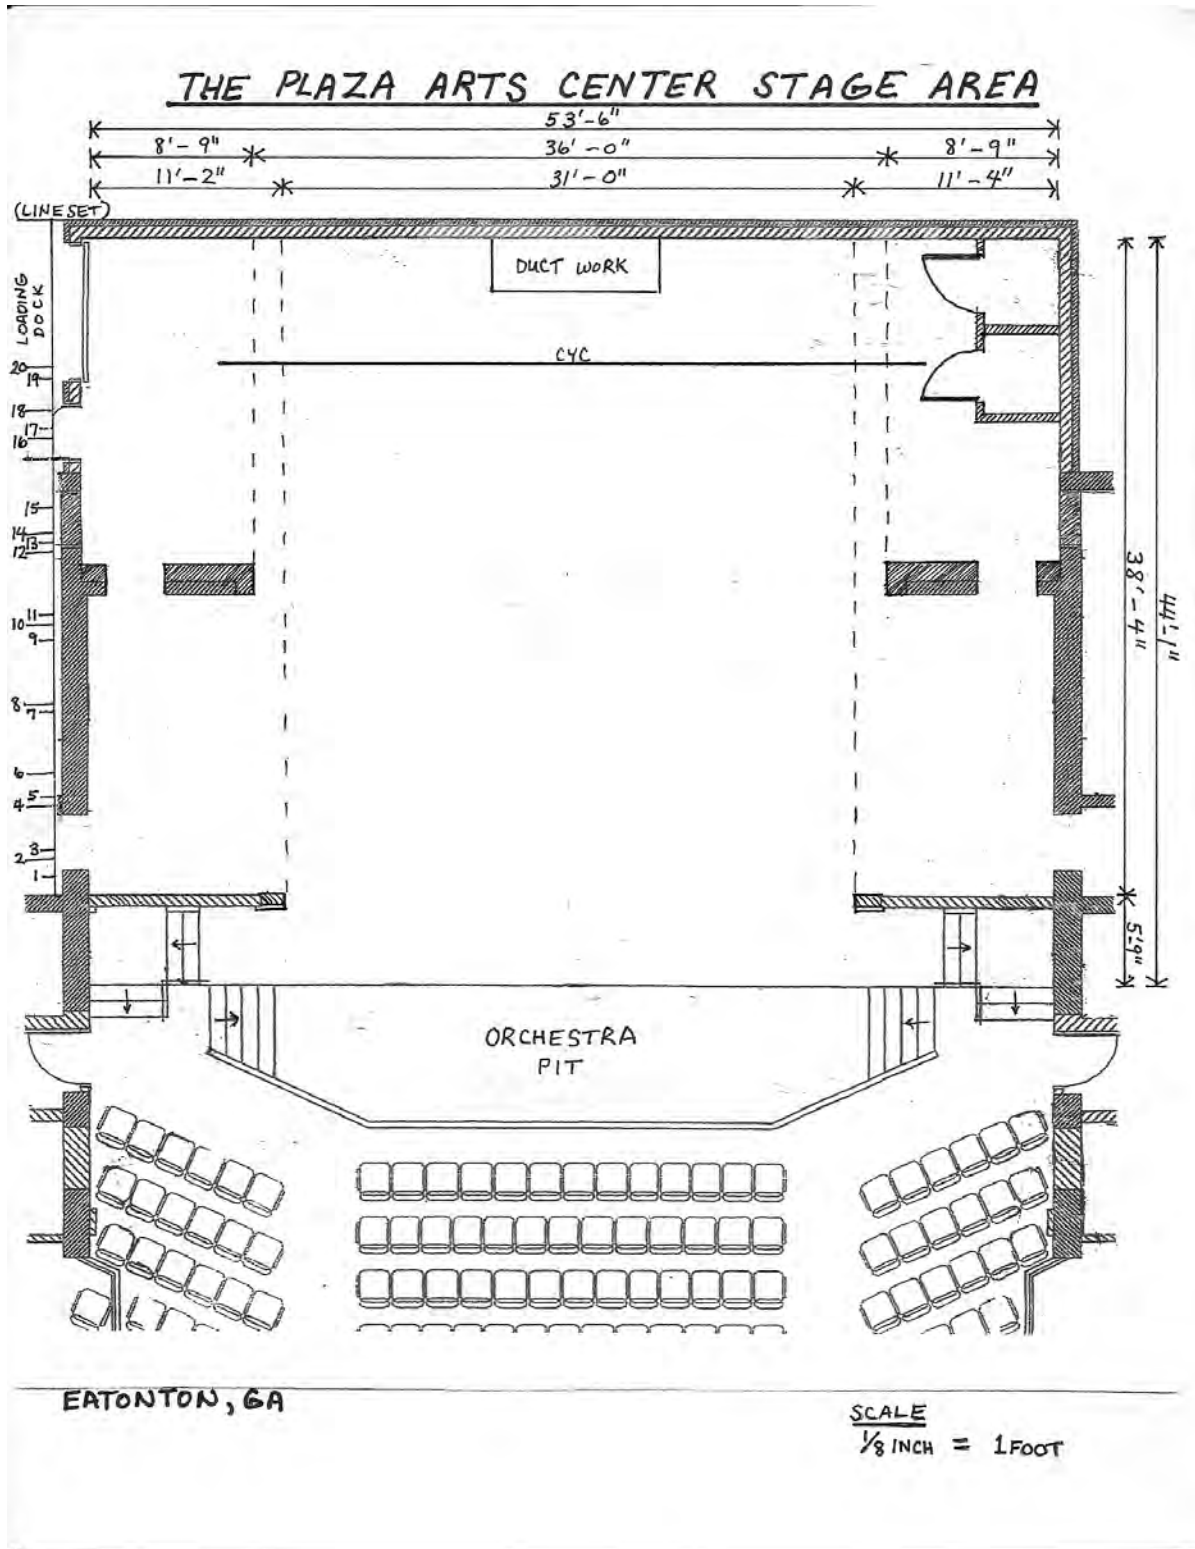 THE PLAZA ARTS CENTER STAGE AREA
53'-6"
8'-9" 36'-0" 8'-9"
11'-2" 31'-0" 11'-4"
(LINESET)
DUCT WORK
LOADING
DOCK
CYC
20
19
18
17
16
15
14
13
12
11
10
9
8
7
6
5
4
3
2
1
38'-4"
44'-1"
5'9"
ORCHESTRA
PIT
EATONTON, GA
SCALE
1/8 INCH = 1 FOOT